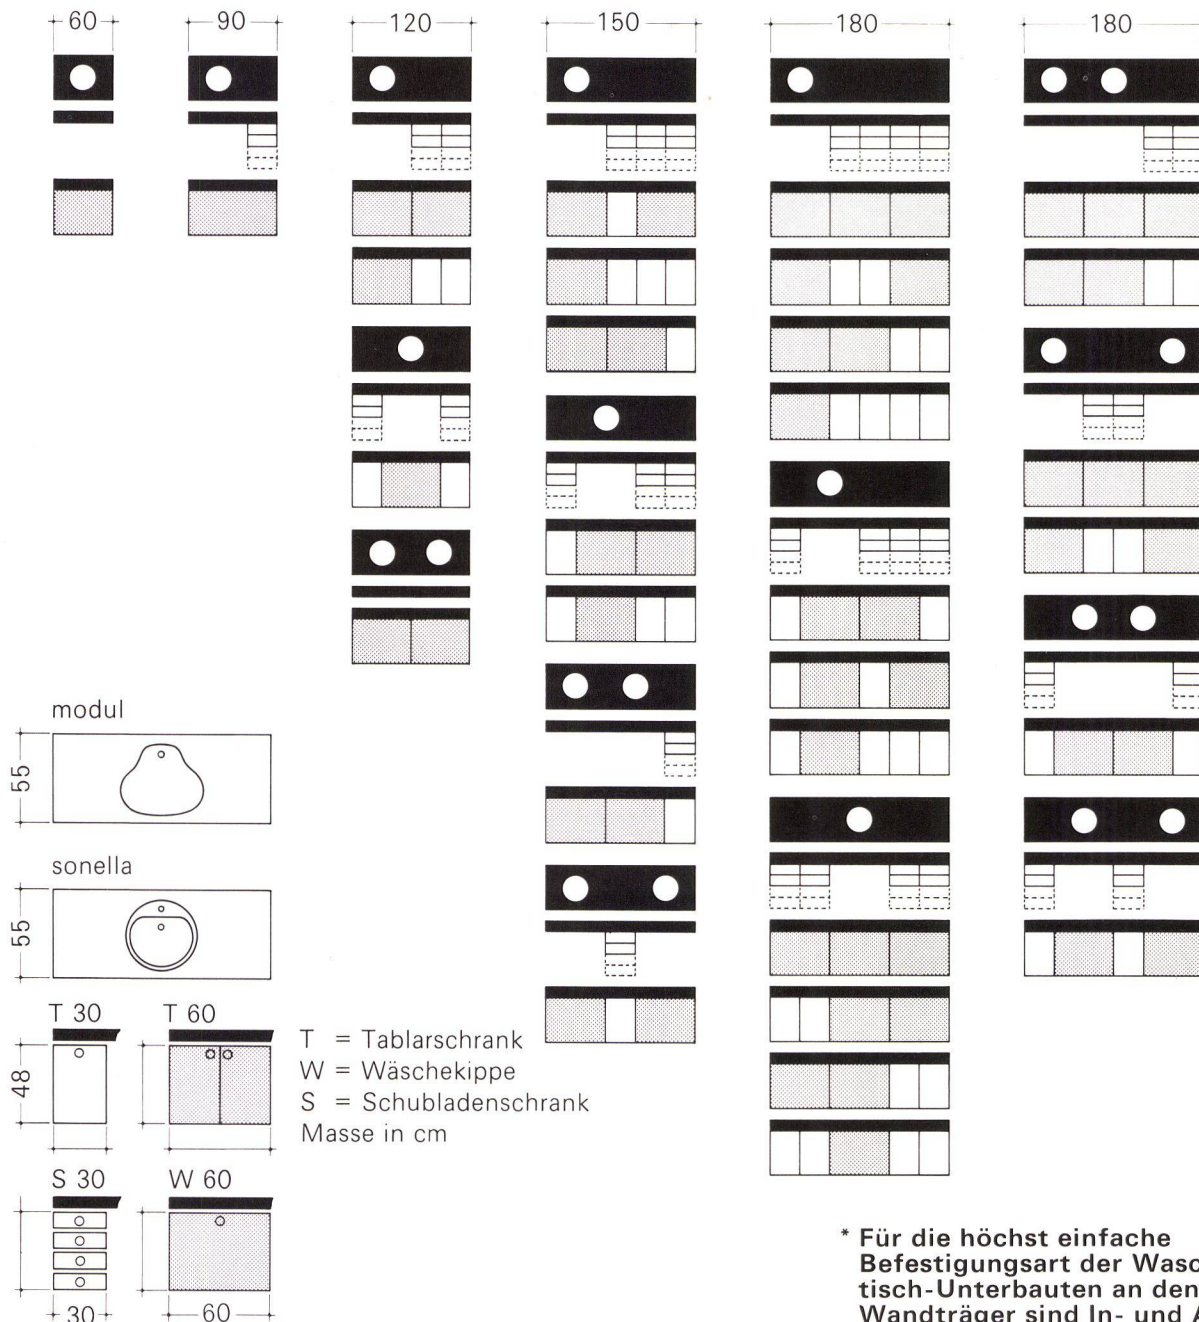 60 90 120 150 180 180
modul
55
sonella
55
T 30 T 60
48
T = Tablarschrank
W = Wäschekippe
S = Schubladenschrank
Masse in cm
S 30 W 60
30 60
* Für die höchst einfache
Befestigungsart der Wasc
tisch-Unterbauten an den
Wandträger sind In- und A